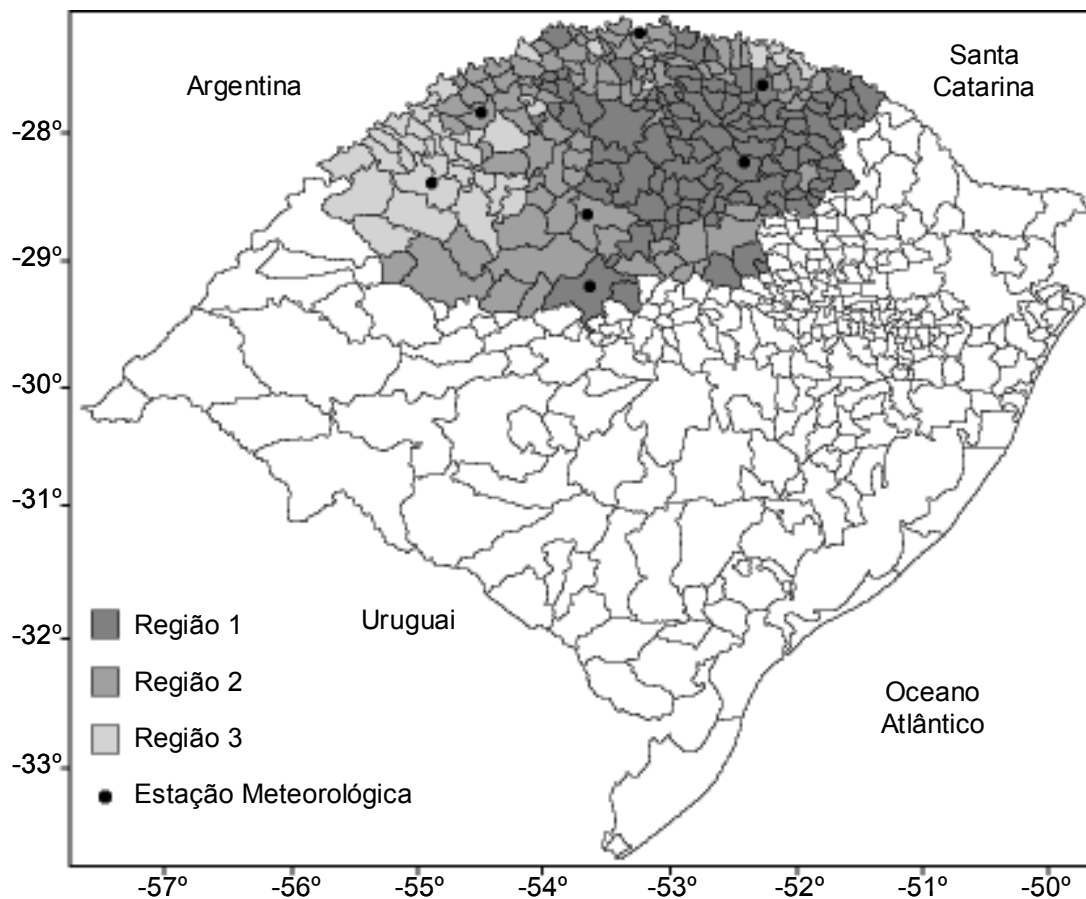 Argentina
Santa
Catarina
-28º
-29º
-30º
-31º
-32º
-33º
Uruguai
Oceano
Atlântico
Região 1
Região 2
Região 3
Estação Meteorológica
-57º
-56º
-55º
-54º
-53º
-52º
-51º
-50º